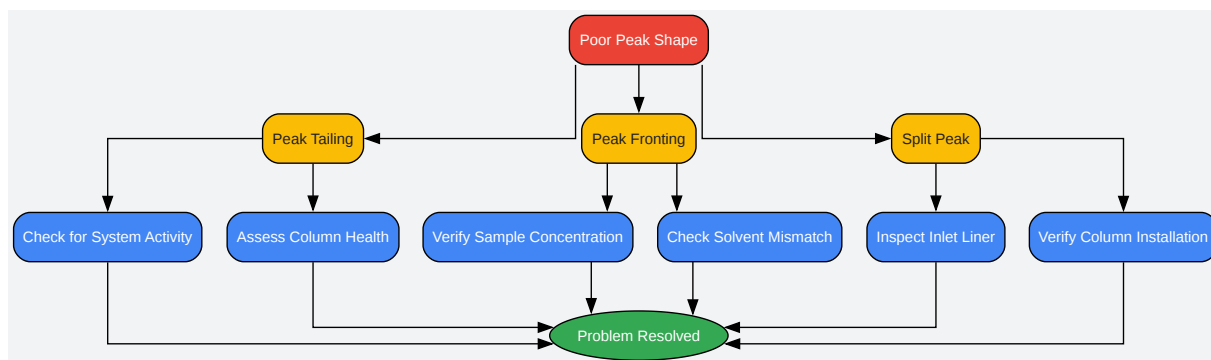 Poor Peak Shape
Peak Tailing
Peak Fronting
Split Peak
Check for System Activity
Assess Column Health
Verify Sample Concentration
Check Solvent Mismatch
Inspect Inlet Liner
Verify Column Installation
Problem Resolved